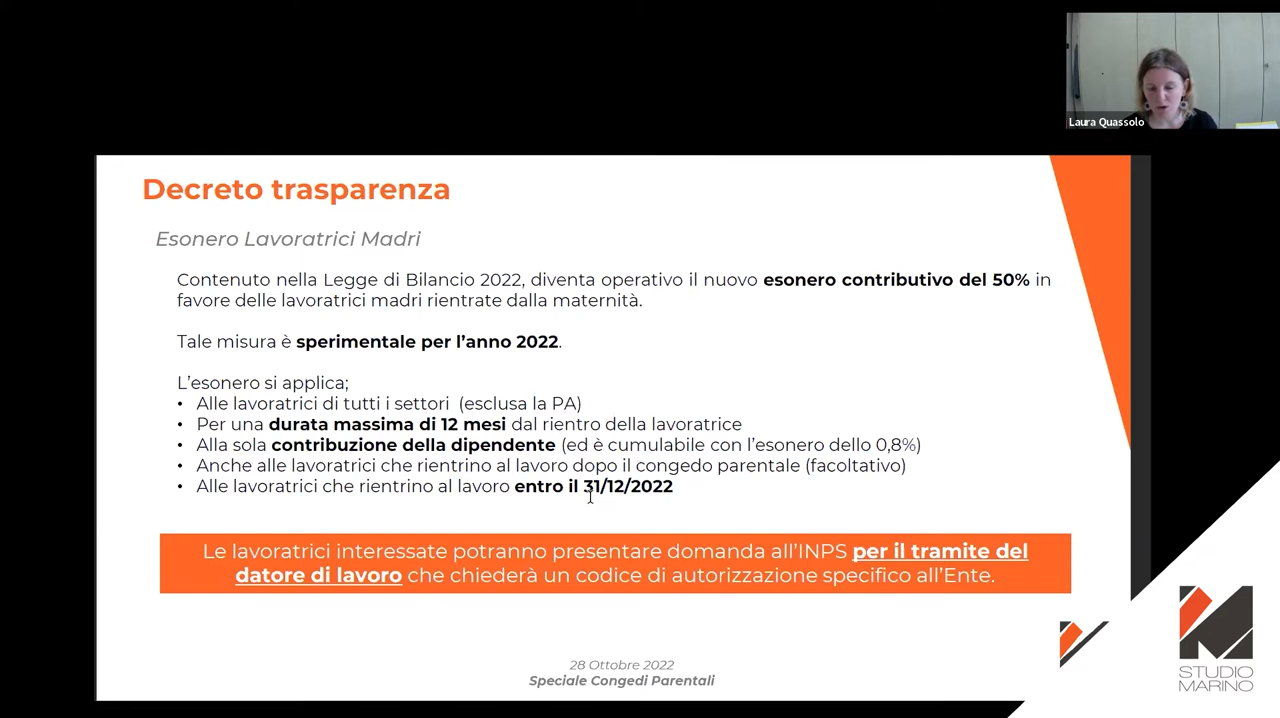 Laura Quassolo
Decreto trasparenza
Esonero Lavoratrici Madri
Contenuto nella Legge di Bilancio 2022, diventa operativo il nuovo esonero contributivo del 50% in
favore delle lavoratrici madri rientrate dalla maternità.
Tale misura è sperimentale per l'anno 2022.
L'esonero si applica;
• Alle lavoratrici di tutti i settori (esclusa la PA)
• Per una durata massima di 12 mesi dal rientro della lavoratrice
• Alla sola contribuzione della dipendente (ed è cumulabile con l'esonero dello 0,8%)
• Anche alle lavoratrici che rientrino al lavoro dopo il congedo parentale (facoltativo)
• Alle lavoratrici che rientrino al lavoro entro il 31/12/2022
Le lavoratrici interessate potranno presentare domanda all'INPS per il tramite del
datore di lavoro che chiederà un codice di autorizzazione specifico all'Ente.
28 Ottobre 2022
Speciale Congedi Parentali
STUDIO
MARINO